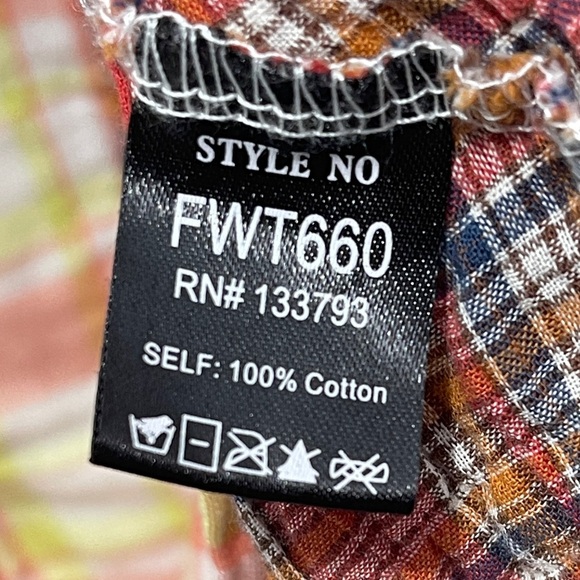 STYLE NO
FWT660
RN# 133793
SELF: 100% Cotton